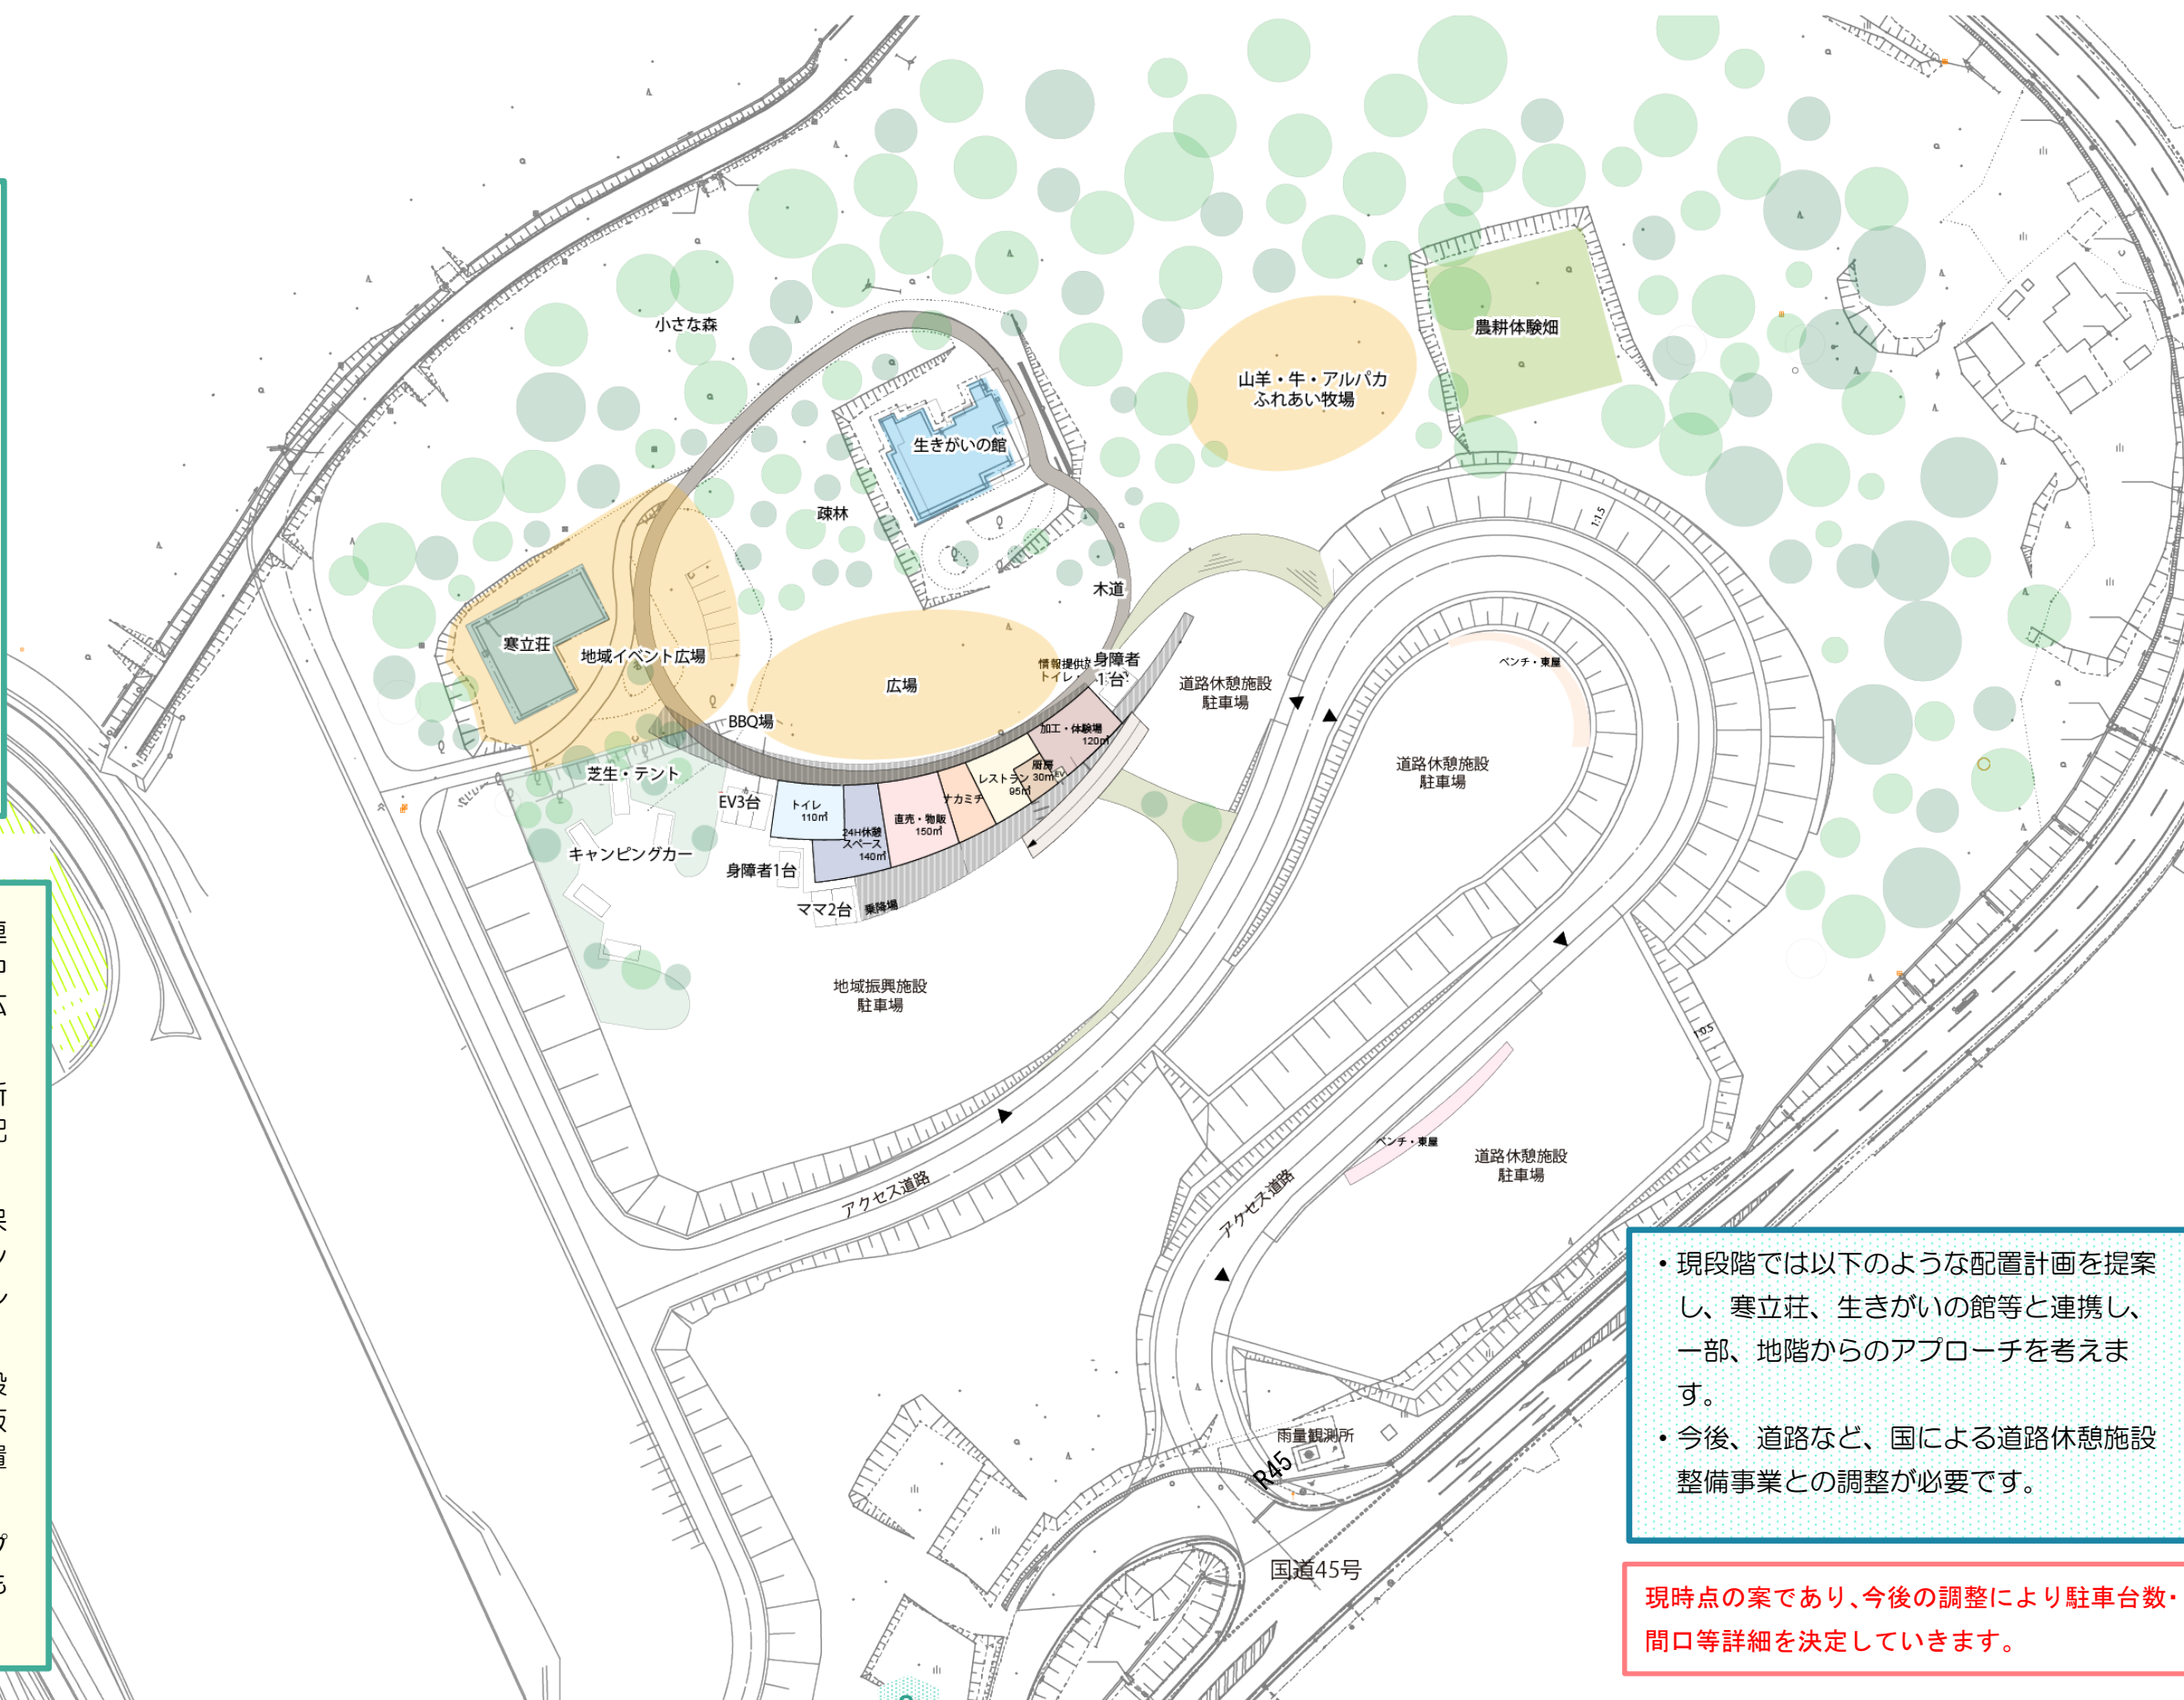 小さな森
農耕体験畑
山羊・牛・アルパカ
ふれあい牧場
生きがいの館
疎林
1:1.5
木道
寒立荘
地域イベント広場
広場
身障者
1台
道路休憩施設
駐車場
ベンチ・東屋
BBQ場
加工・体験場
120㎡
芝生・テント
厨房
30㎡
EV
レストラン
95㎡
ナカミチ
道路休憩施設
駐車場
EV3台
トイレ
110㎡
直売・物販
150㎡
24H休憩
スペース
140㎡
キャンピングカー
身障者1台
ママ2台
乗降場
地域振興施設
駐車場
アクセス道路
アクセス道路
ベンチ・東屋
道路休憩施設
駐車場
雨量観測所
R45
国道45号
・現段階では以下のような配置計画を提案
し、寒立荘、生きがいの館等と連携し、
一部、地階からのアプローチを考えま
す。
・今後、道路など、国による道路休憩施設
整備事業との調整が必要です。
現時点の案であり、今後の調整により駐車台数・
間口等詳細を決定していきます。